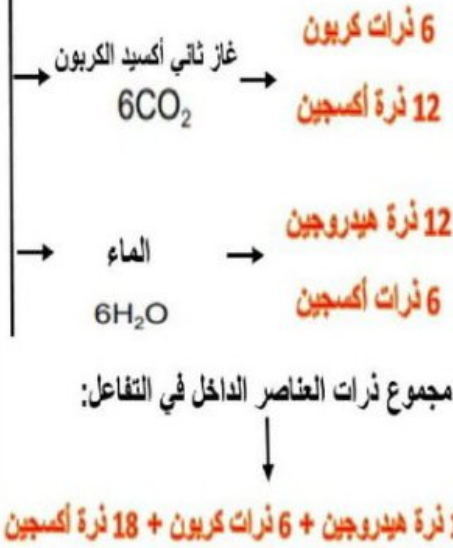 غاز ثاني أكسيد الكربون
6CO₂
6 ذرات كربون
12 ذرة أكسجين
الماء
6H₂O
12 ذرة هيدروجين
6 ذرات أكسجين
مجموع ذرات العناصر الداخل في التفاعل:
ذرة هيدروجين + 6 ذرات كربون + 18 ذرة أكسجين